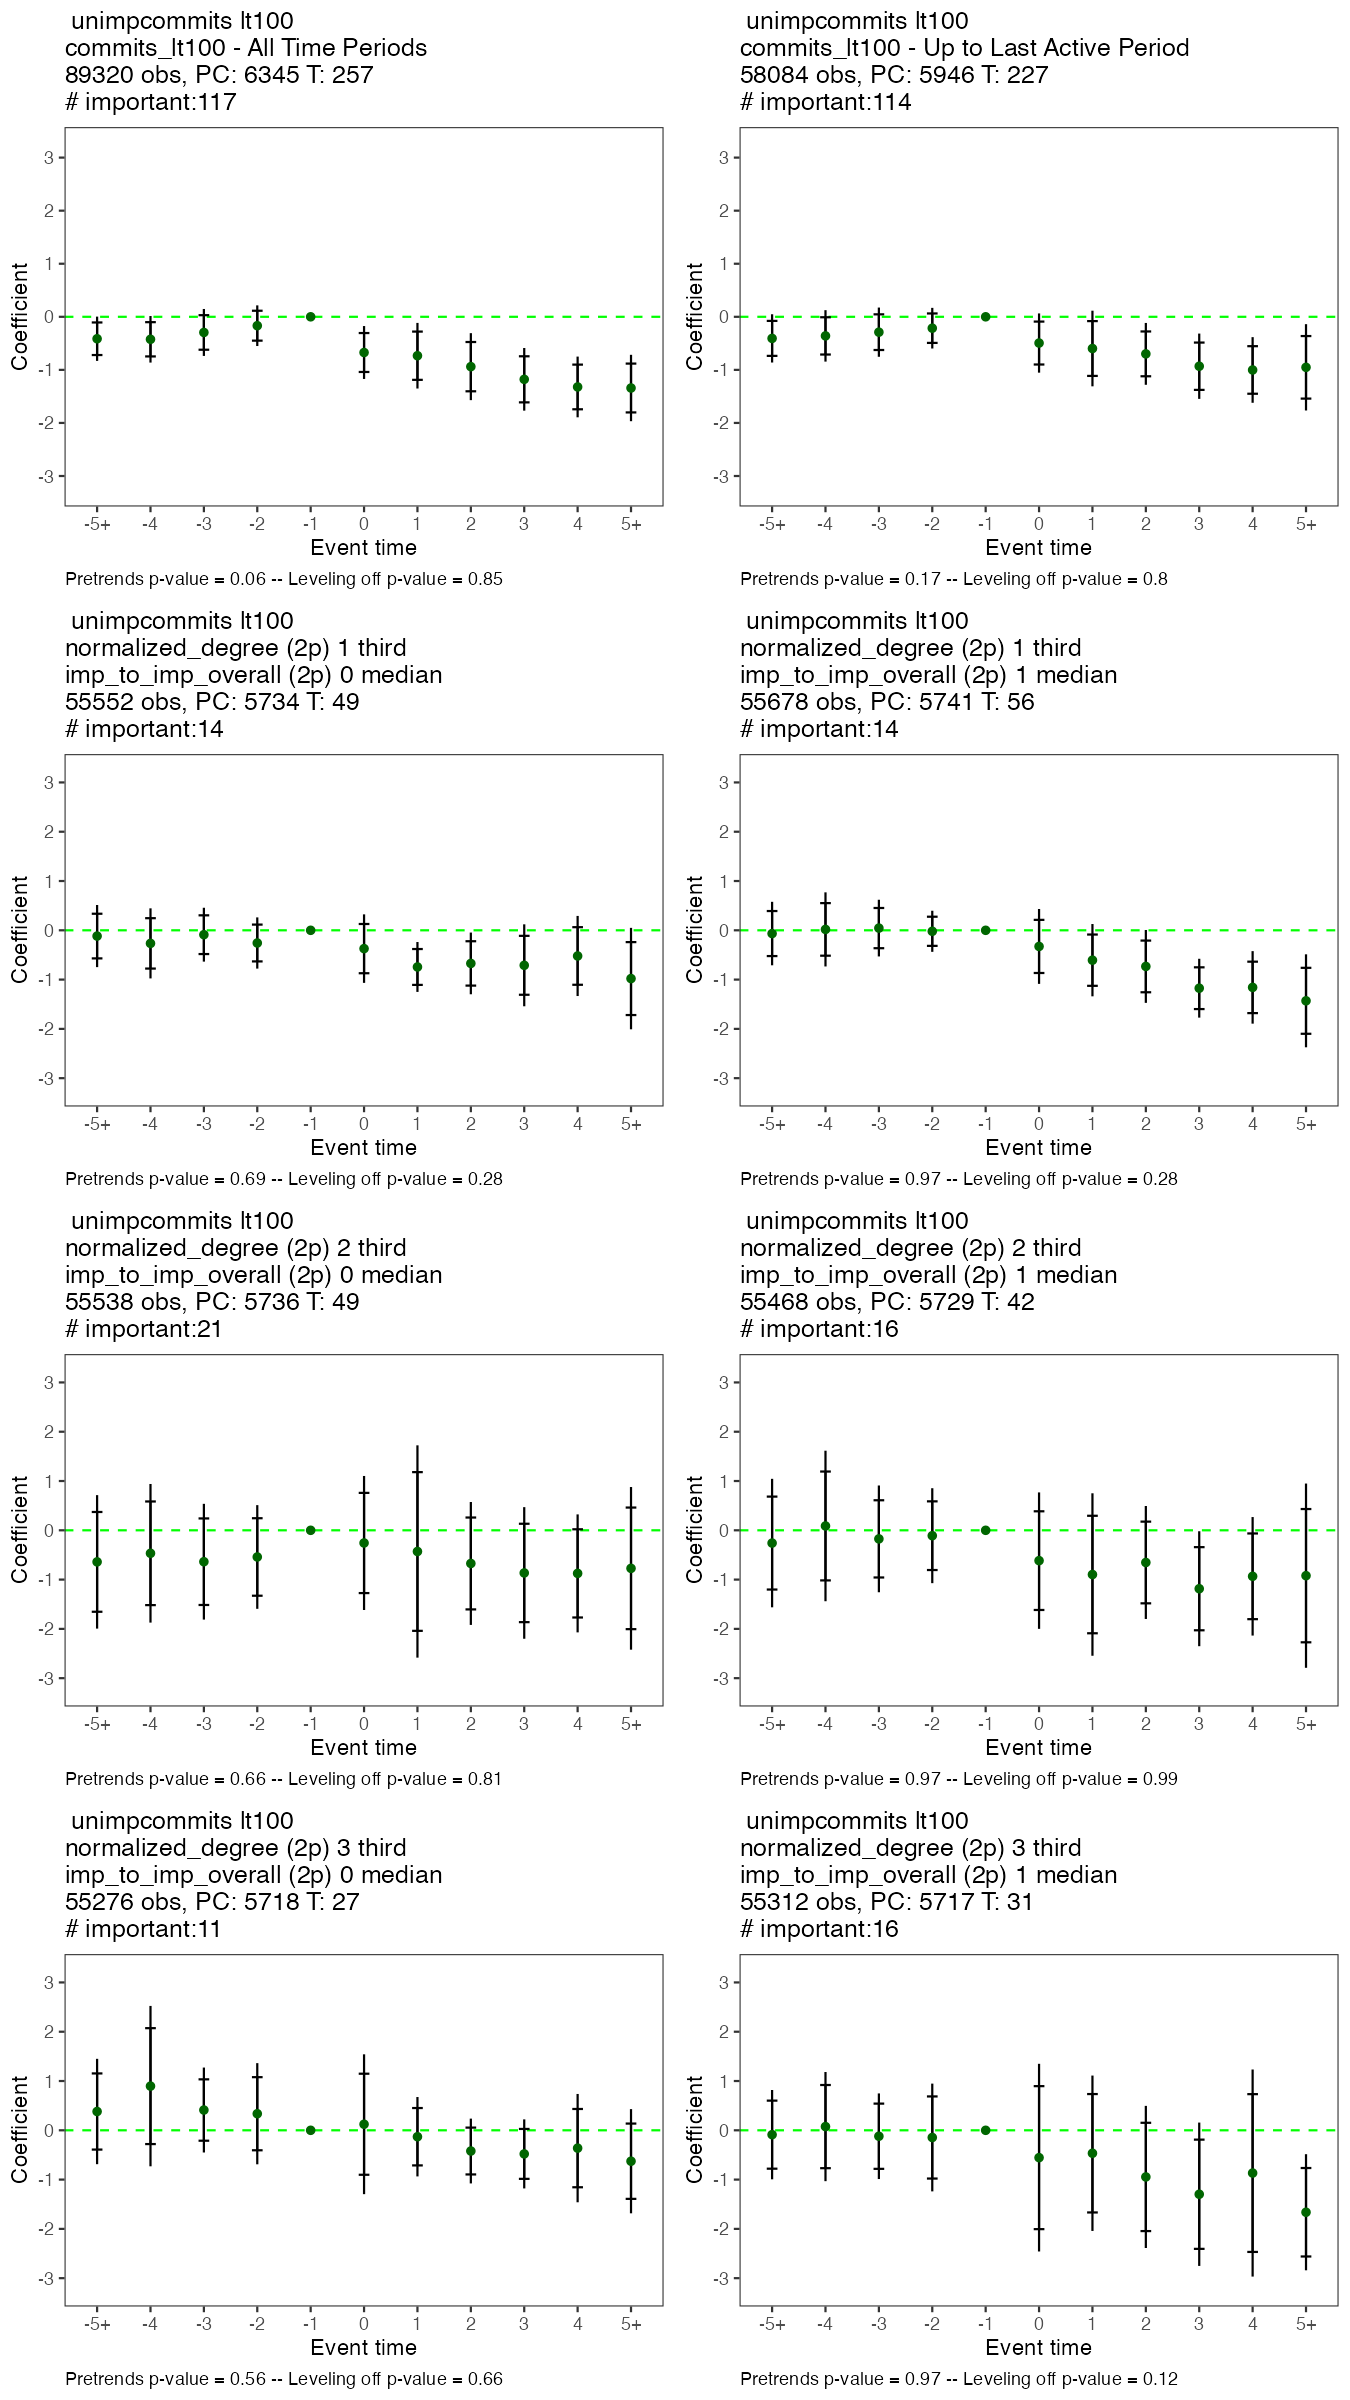 unimpcommits lt100
commits_lt100 - All Time Periods
89320 obs, PC: 6345 T: 257
# important:117
3
2
1
0
-1
-2
-3
Coefficient
-5+ -4 -3 -2 -1 0 1 2 3 4 5+
Event time
Pretrends p-value = 0.06 -- Leveling off p-value = 0.85
unimpcommits lt100
commits_lt100 - Up to Last Active Period
58084 obs, PC: 5946 T: 227
# important:114
3
2
1
0
-1
-2
-3
Coefficient
-5+ -4 -3 -2 -1 0 1 2 3 4 5+
Event time
Pretrends p-value = 0.17 -- Leveling off p-value = 0.8
unimpcommits lt100
normalized_degree (2p) 1 third
imp_to_imp_overall (2p) 0 median
55552 obs, PC: 5734 T: 49
# important:14
3
2
1
0
-1
-2
-3
Coefficient
-5+ -4 -3 -2 -1 0 1 2 3 4 5+
Event time
Pretrends p-value = 0.69 -- Leveling off p-value = 0.28
unimpcommits lt100
normalized_degree (2p) 1 third
imp_to_imp_overall (2p) 1 median
55678 obs, PC: 5741 T: 56
# important:14
3
2
1
0
-1
-2
-3
Coefficient
-5+ -4 -3 -2 -1 0 1 2 3 4 5+
Event time
Pretrends p-value = 0.97 -- Leveling off p-value = 0.28
unimpcommits lt100
normalized_degree (2p) 2 third
imp_to_imp_overall (2p) 0 median
55538 obs, PC: 5736 T: 49
# important:21
3
2
1
0
-1
-2
-3
Coefficient
-5+ -4 -3 -2 -1 0 1 2 3 4 5+
Event time
Pretrends p-value = 0.66 -- Leveling off p-value = 0.81
unimpcommits lt100
normalized_degree (2p) 2 third
imp_to_imp_overall (2p) 1 median
55468 obs, PC: 5729 T: 42
# important:16
3
2
1
0
-1
-2
-3
Coefficient
-5+ -4 -3 -2 -1 0 1 2 3 4 5+
Event time
Pretrends p-value = 0.97 -- Leveling off p-value = 0.99
unimpcommits lt100
normalized_degree (2p) 3 third
imp_to_imp_overall (2p) 0 median
55276 obs, PC: 5718 T: 27
# important:11
3
2
1
0
-1
-2
-3
Coefficient
-5+ -4 -3 -2 -1 0 1 2 3 4 5+
Event time
Pretrends p-value = 0.56 -- Leveling off p-value = 0.66
unimpcommits lt100
normalized_degree (2p) 3 third
imp_to_imp_overall (2p) 1 median
55312 obs, PC: 5717 T: 31
# important:16
3
2
1
0
-1
-2
-3
Coefficient
-5+ -4 -3 -2 -1 0 1 2 3 4 5+
Event time
Pretrends p-value = 0.97 -- Leveling off p-value = 0.12